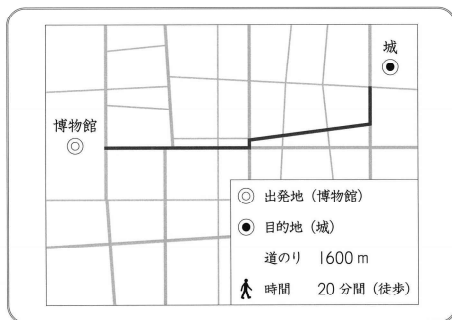 城
博物館
出発地（博物館）
目的地（城）
道のり 1600 m
時間 20 分間（徒歩）